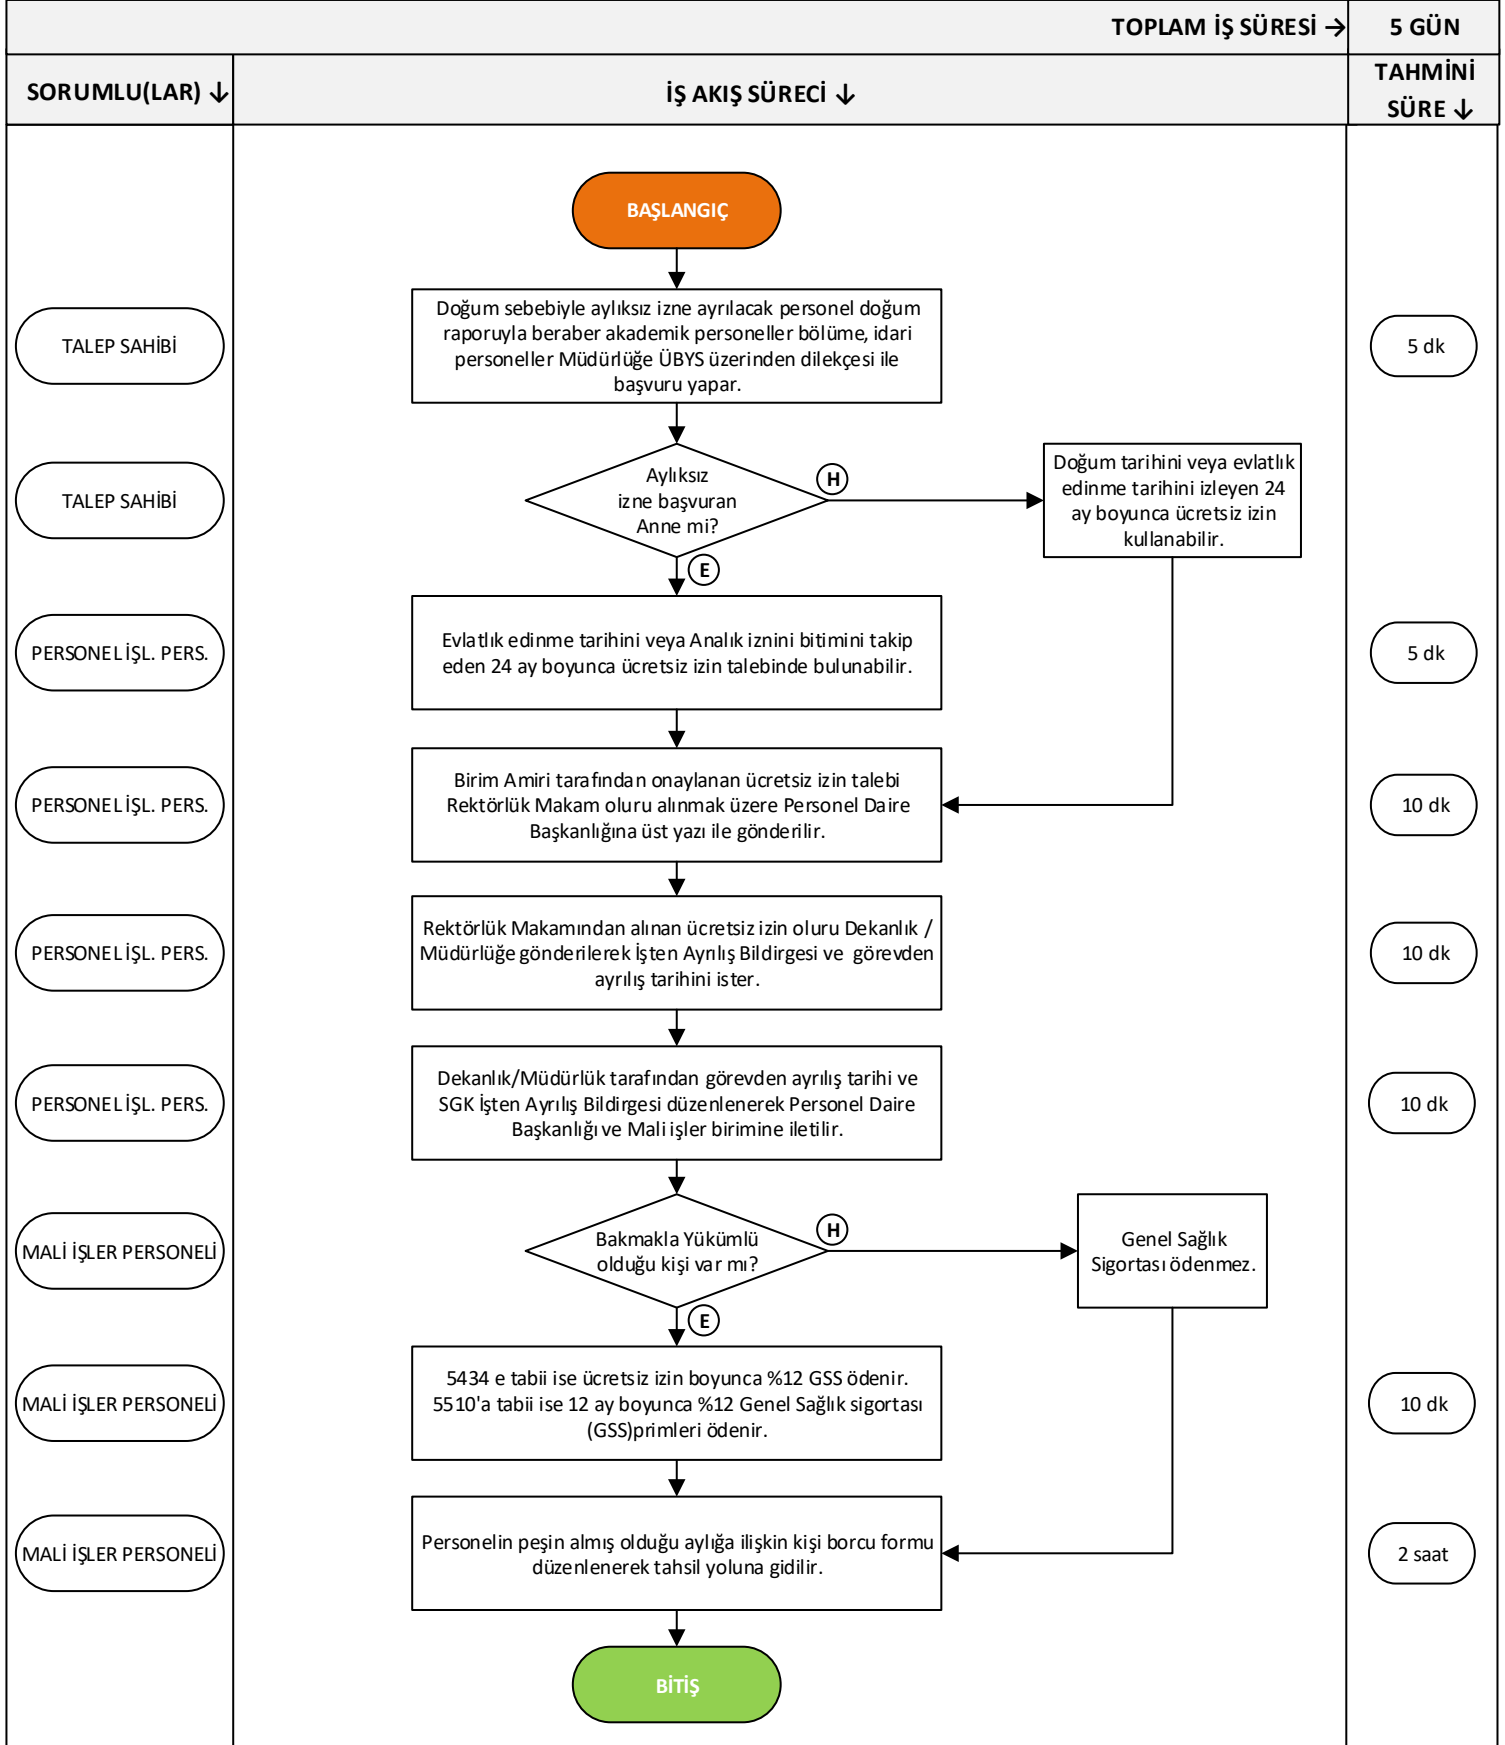 TOPLAM İŞ SÜRESİ →
5 GÜN
SORUMLU(LAR) ↓
İŞ AKIŞ SÜRECİ ↓
TAHMİNİ
SÜRE ↓
BAŞLANGIÇ
TALEP SAHİBİ
Doğum sebebiyle aylıksız izne ayrılacak personel doğum
raporuyla beraber akademik personeller bölüme, idari
personeller Müdürlüğe ÜBYS üzerinden dilekçesi ile
başvuru yapar.
5 dk
TALEP SAHİBİ
Aylıksız
izne başvuran
Anne mi?
H
Doğum tarihini veya evlatlık
edinme tarihini izleyen 24
ay boyunca ücretsiz izin
kullanabilir.
E
PERSONEL İŞL. PERS.
Evlatlık edinme tarihini veya Analık iznini bitimini takip
eden 24 ay boyunca ücretsiz izin talebinde bulunabilir.
5 dk
PERSONEL İŞL. PERS.
Birim Amiri tarafından onaylanan ücretsiz izin talebi
Rektörlük Makam oluru alınmak üzere Personel Daire
Başkanlığına üst yazı ile gönderilir.
10 dk
PERSONEL İŞL. PERS.
Rektörlük Makamından alınan ücretsiz izin oluru Dekanlık /
Müdürlüğe gönderilerek İşten Ayrılış Bildirgesi ve görevden
ayrılış tarihini ister.
10 dk
PERSONEL İŞL. PERS.
Dekanlık/Müdürlük tarafından görevden ayrılış tarihi ve
SGK İşten Ayrılış Bildirgesi düzenlenerek Personel Daire
Başkanlığı ve Mali işler birimine iletilir.
10 dk
MALİ İŞLER PERSONELİ
Bakmakla Yükümlü
olduğu kişi var mı?
H
Genel Sağlık
Sigortası ödenmez.
E
MALİ İŞLER PERSONELİ
5434 e tabii ise ücretsiz izin boyunca %12 GSS ödenir.
5510'a tabii ise 12 ay boyunca %12 Genel Sağlık sigortası
(GSS)primleri ödenir.
10 dk
MALİ İŞLER PERSONELİ
Personelin peşin almış olduğu aylığa ilişkin kişi borcu formu
düzenlenerek tahsil yoluna gidilir.
2 saat
BİTİŞ